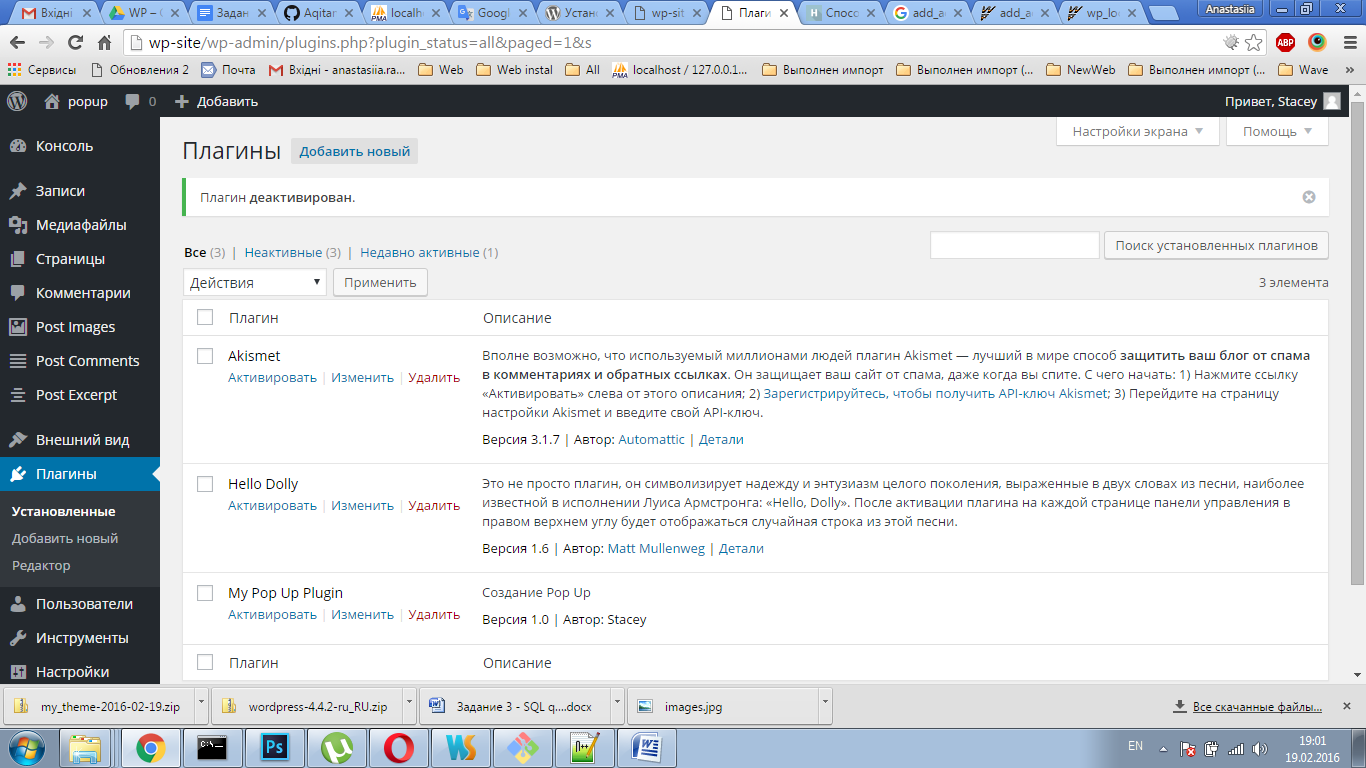 Вхідні
WP – C
Задан
Aqitar
localh
Googl
Устано
wp-sit
Плаги
Спосо
add_a
add_a
wp_lo
Anastasiia
wp-site/wp-admin/plugins.php?plugin_status=all&paged=1&s
ABP
Сервисы
Обновления 2
Почта
Вхідні - anastasiia.ra...
Web
Web instal
All
localhost / 127.0.0.1...
Выполнен импорт
Выполнен импорт (...
NewWeb
Выполнен импорт (...
Wave
»
popup
0
Добавить
Привет, Stacey
Консоль
Записи
Медиафайлы
Страницы
Комментарии
Post Images
Post Comments
Post Excerpt
Внешний вид
Плагины
Установленные
Добавить новый
Редактор
Пользователи
Инструменты
Настройки
Настройки экрана
Помощь
Плагины
Добавить новый
Плагин деактивирован.
Все (3) | Неактивные (3) | Недавно активные (1)
Поиск установленных плагинов
Действия
Применить
3 элемента
Плагин
Описание
Akismet
Активировать | Изменить | Удалить
Вполне возможно, что используемый миллионами людей плагин Akismet — лучший в мире способ защитить ваш блог от спама
в комментариях и обратных ссылках. Он защищает ваш сайт от спама, даже когда вы спите. С чего начать: 1) Нажмите ссылку
«Активировать» слева от этого описания; 2) Зарегистрируйтесь, чтобы получить API-ключ Akismet; 3) Перейдите на страницу
настройки Akismet и введите свой API-ключ.
Версия 3.1.7 | Автор: Automattic | Детали
Hello Dolly
Активировать | Изменить | Удалить
Это не просто плагин, он символизирует надежду и энтузиазм целого поколения, выраженные в двух словах из песни, наиболее
известной в исполнении Луиса Армстронга: «Hello, Dolly». После активации плагина на каждой странице панели управления в
правом верхнем углу будет отображаться случайная строка из этой песни.
Версия 1.6 | Автор: Matt Mullenweg | Детали
My Pop Up Plugin
Активировать | Изменить | Удалить
Создание Pop Up
Версия 1.0 | Автор: Stacey
Плагин
Описание
my_theme-2016-02-19.zip
wordpress-4.4.2-ru_RU.zip
Задание 3 - SQL q....docx
images.jpg
Все скачанные файлы...
EN
19:01
19.02.2016